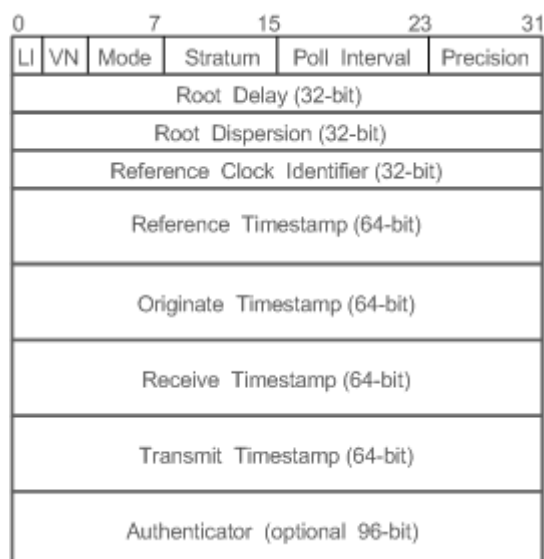 0 7 15 23 31
LI VN Mode Stratum Poll Interval Precision
Root Delay (32-bit)
Root Dispersion (32-bit)
Reference Clock Identifier (32-bit)
Reference Timestamp (64-bit)
Originate Timestamp (64-bit)
Receive Timestamp (64-bit)
Transmit Timestamp (64-bit)
Authenticator (optional 96-bit)